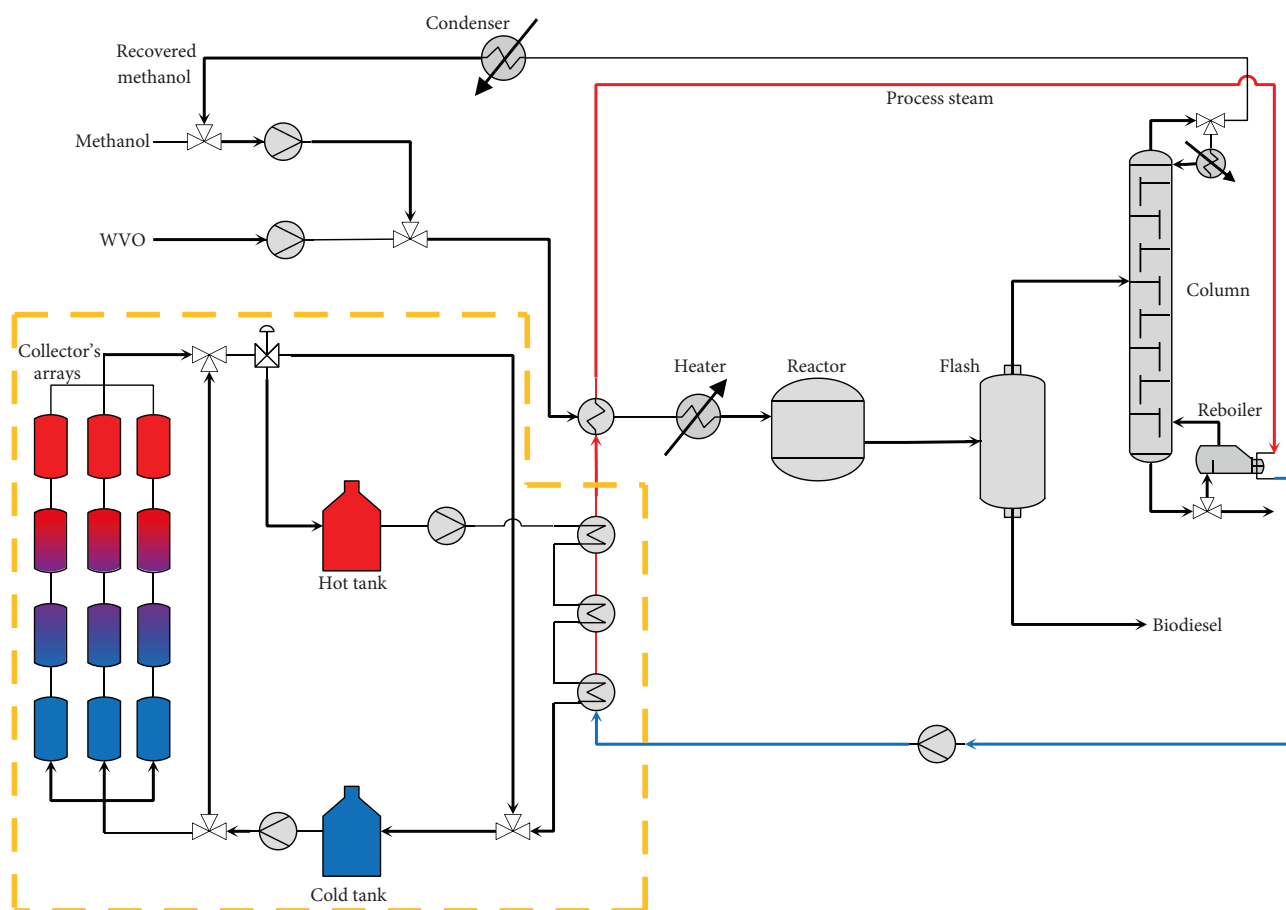 Condenser
Recovered
methanol
Process steam
Methanol
WVO
Column
Collector's
arrays
Heater
Reactor
Flash
Reboiler
Hot tank
Biodiesel
Cold tank